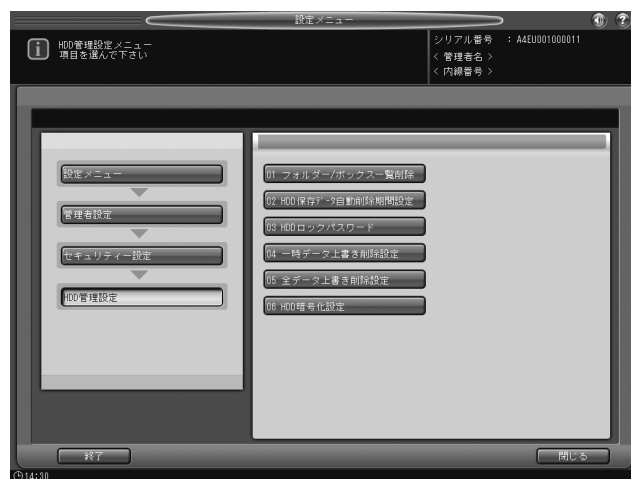 設定メニュー
HDD管理設定メニュー
項目を選んで下さい
シリアル番号 : A4EU001000011
< 管理者名 >
< 内線番号 >
設定メニュー
管理者設定
セキュリティー設定
HDD管理設定
01 フォルダー/ボックス一覧削除
02 HDD保存ﾃﾞｰﾀ自動削除期間設定
03 HDDロックパスワード
04 一時データ上書き削除設定
05 全データ上書き削除設定
06 HDD暗号化設定
終了
閉じる
14:30